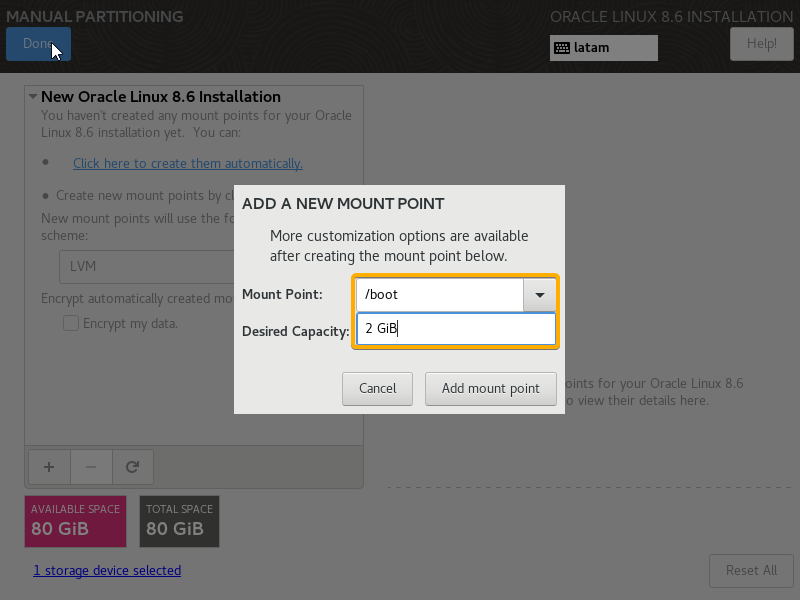 MANUAL PARTITIONING
ORACLE LINUX 8.6 INSTALLATION
Done
latam
Help!
New Oracle Linux 8.6 Installation
You haven't created any mount points for your Oracle
Linux 8.6 installation yet. You can:
• Click here to create them automatically.
• Create new mount points by cl
New mount points will use the fo
scheme:
LVM
Encrypt automatically created mo
Encrypt my data.
ADD A NEW MOUNT POINT
More customization options are available
after creating the mount point below.
Mount Point:
/boot
Desired Capacity:
2 GiB
Cancel
Add mount point
oints for your Oracle Linux 8.6
o view their details here.
+ −
AVAILABLE SPACE
80 GiB
TOTAL SPACE
80 GiB
1 storage device selected
Reset All